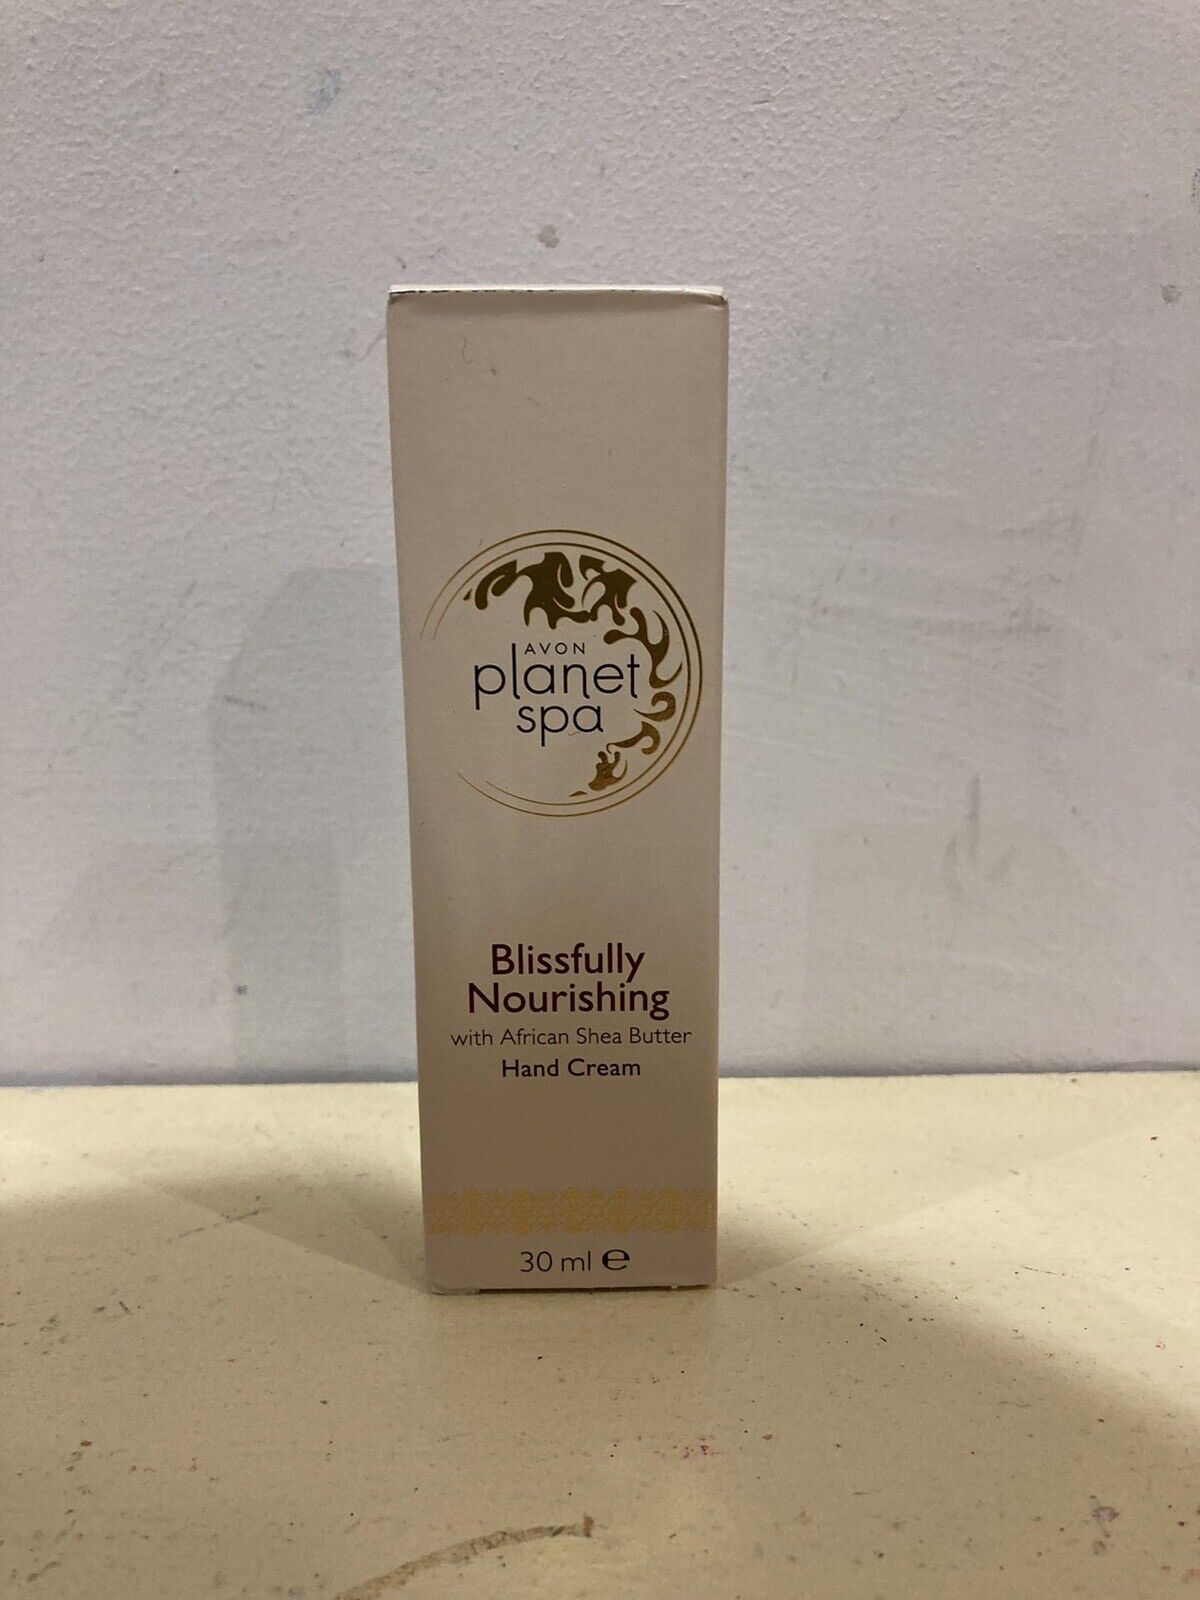 AVON
planet
spa
Blissfully
Nourishing
with African Shea Butter
Hand Cream
30 ml ℮